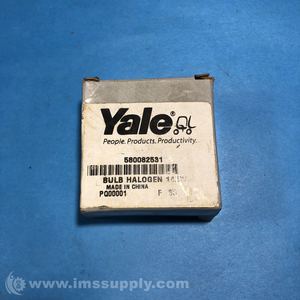 Yale®
People. Products. Productivity.
580082531
BULB HALOGEN
MADE IN CHINA
PQ00001 F
© www.imssupply.com